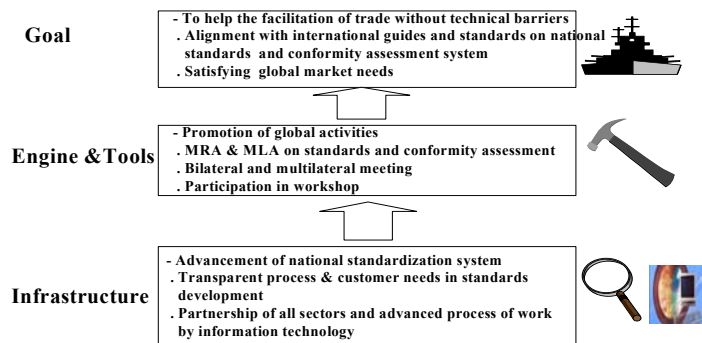 Goal
- To help the facilitation of trade without technical barriers
. Alignment with international guides and standards on national
standards and conformity assessment system
. Satisfying global market needs
Engine &Tools
- Promotion of global activities
. MRA & MLA on standards and conformity assessment
. Bilateral and multilateral meeting
. Participation in workshop
Infrastructure
- Advancement of national standardization system
. Transparent process & customer needs in standards
development
. Partnership of all sectors and advanced process of work
by information technology